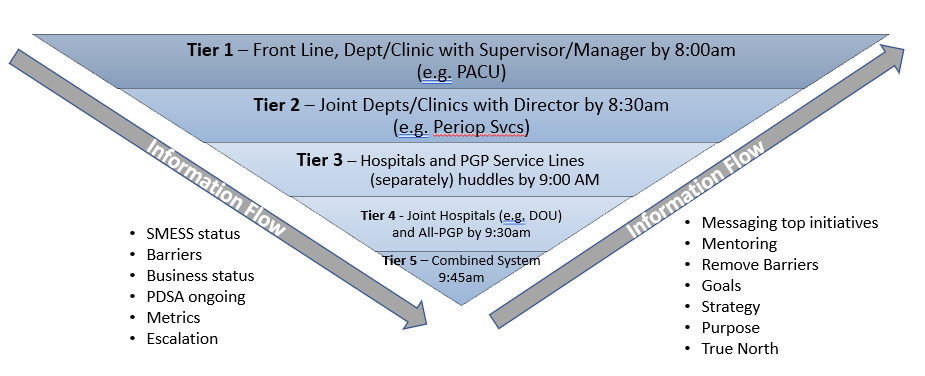 Tier 1 – Front Line, Dept/Clinic with Supervisor/Manager by 8:00am
(e.g. PACU)
Tier 2 – Joint Depts/Clinics with Director by 8:30am
(e.g. Periop Svcs)
Tier 3 – Hospitals and PGP Service Lines
(separately) huddles by 9:00 AM
Tier 4 - Joint Hospitals (e.g. DOU)
and All-PGP by 9:30am
Tier 5 – Combined System
9:45am
Information Flow
• SMESS status
• Barriers
• Business status
• PDSA ongoing
• Metrics
• Escalation
Information Flow
• Messaging top initiatives
• Mentoring
• Remove Barriers
• Goals
• Strategy
• Purpose
• True North